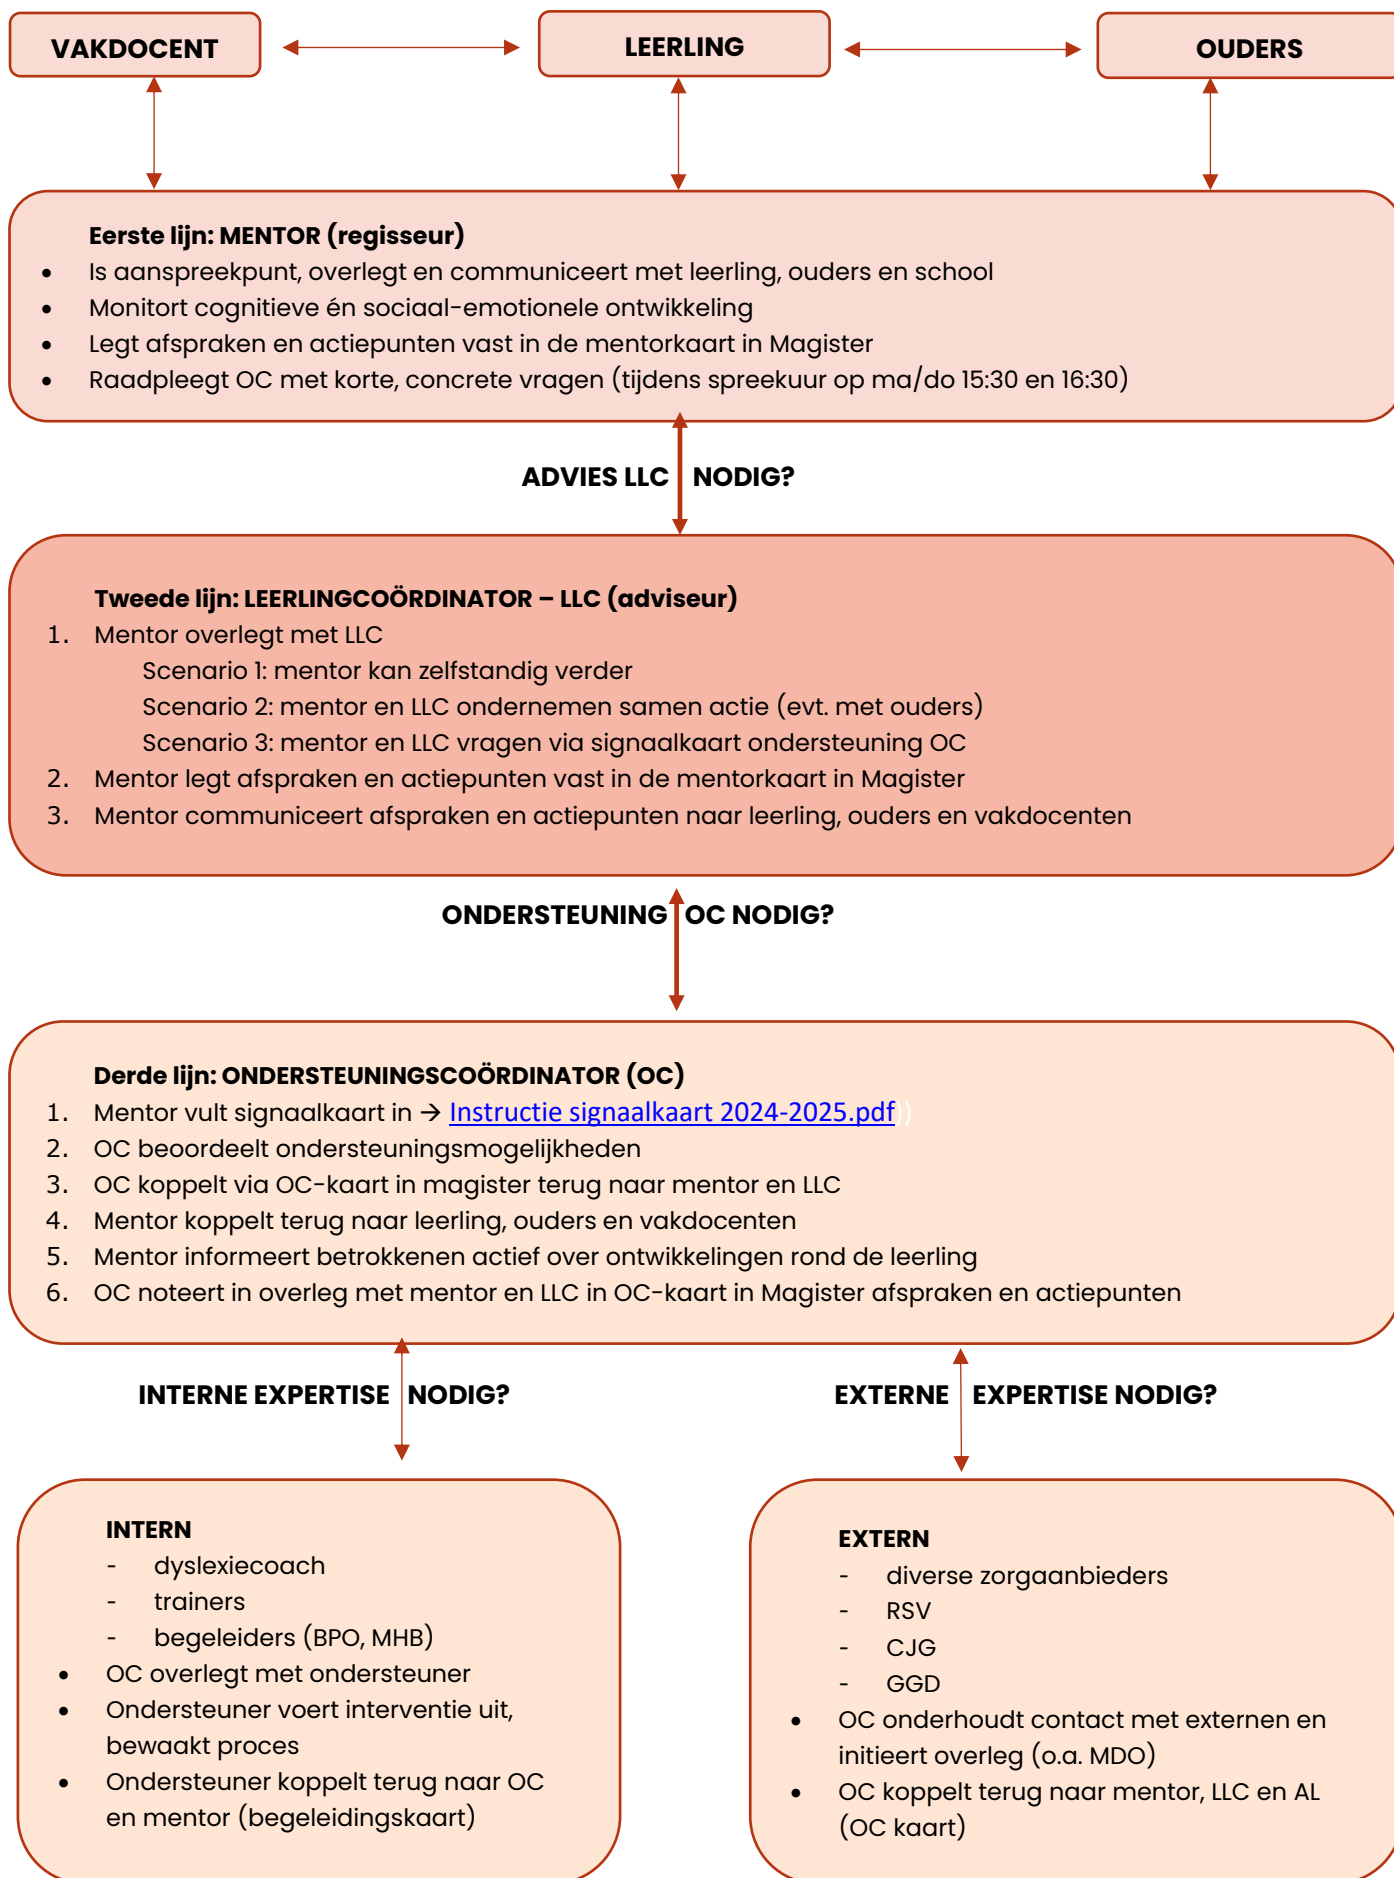 VAKDOCENT
LEERLING
OUDERS
Eerste lijn: MENTOR (regisseur)
• Is aanspreekpunt, overlegt en communiceert met leerling, ouders en school
• Monitort cognitieve én sociaal-emotionele ontwikkeling
• Legt afspraken en actiepunten vast in de mentorkaart in Magister
• Raadpleegt OC met korte, concrete vragen (tijdens spreekuur op ma/do 15:30 en 16:30)
ADVIES LLC NODIG?
Tweede lijn: LEERLINGCOÖRDINATOR – LLC (adviseur)
1. Mentor overlegt met LLC
Scenario 1: mentor kan zelfstandig verder
Scenario 2: mentor en LLC ondernemen samen actie (evt. met ouders)
Scenario 3: mentor en LLC vragen via signaalkaart ondersteuning OC
2. Mentor legt afspraken en actiepunten vast in de mentorkaart in Magister
3. Mentor communiceert afspraken en actiepunten naar leerling, ouders en vakdocenten
ONDERSTEUNING OC NODIG?
Derde lijn: ONDERSTEUNINGSCOÖRDINATOR (OC)
1. Mentor vult signaalkaart in → Instructie signaalkaart 2024-2025.pdf))
2. OC beoordeelt ondersteuningsmogelijkheden
3. OC koppelt via OC-kaart in magister terug naar mentor en LLC
4. Mentor koppelt terug naar leerling, ouders en vakdocenten
5. Mentor informeert betrokkenen actief over ontwikkelingen rond de leerling
6. OC noteert in overleg met mentor en LLC in OC-kaart in Magister afspraken en actiepunten
INTERNE EXPERTISE NODIG?
EXTERNE EXPERTISE NODIG?
INTERN
- dyslexiecoach
- trainers
- begeleiders (BPO, MHB)
• OC overlegt met ondersteuner
• Ondersteuner voert interventie uit,
bewaakt proces
• Ondersteuner koppelt terug naar OC
en mentor (begeleidingskaart)
EXTERN
- diverse zorgaanbieders
- RSV
- CJG
- GGD
• OC onderhoudt contact met externen en
initieert overleg (o.a. MDO)
• OC koppelt terug naar mentor, LLC en AL
(OC kaart)